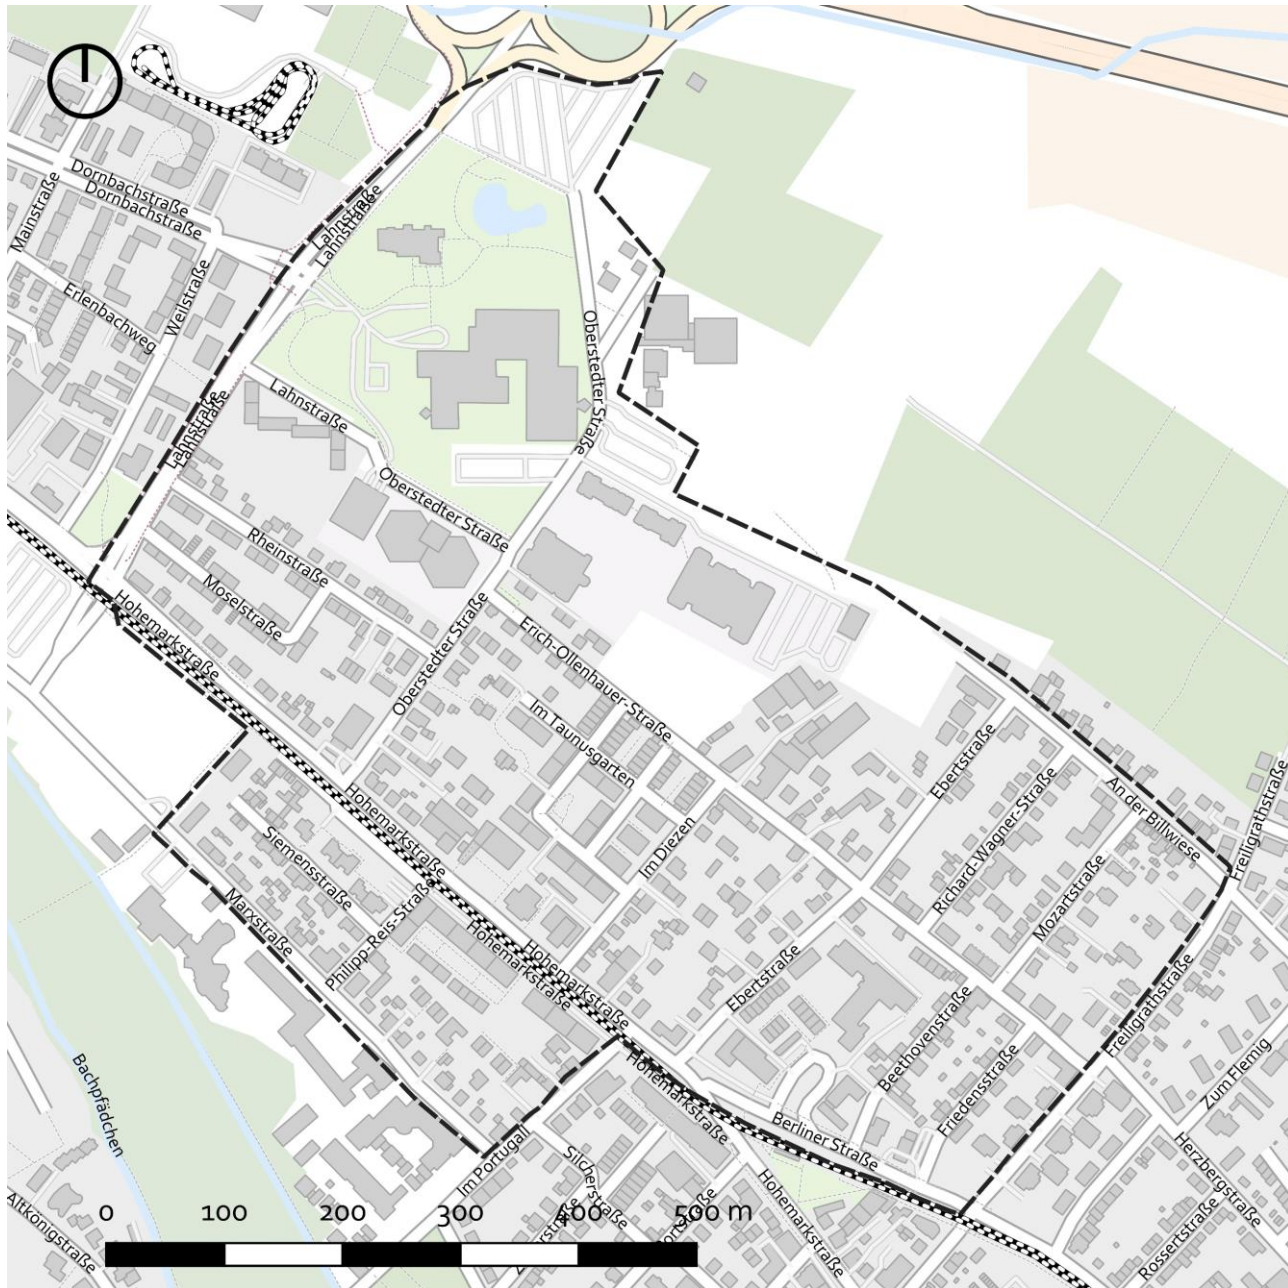 Dornbachstraße
Dornbachstraße
Mainstraße
Lahnstraße
Lahnstraße
Weilstraße
Erlenbachweg
Oberstedter Straße
Lahnstraße
Lahnstraße
Lahnstraße
Oberstedter Straße
Rheinstraße
Moselstraße
Hohemarkstraße
Oberstedter Straße
Erich-Ollenhauer-Straße
Im Taunusgarten
Ebertstraße
Richard-Wagner-Straße
An der Billwiese
Freiligrathstraße
Hohemarkstraße
Siemensstraße
Im Diezen
Mozartstraße
Marxstraße
Philipp-Reis-Straße
Hohemarkstraße
Hohemarkstraße
Ebertstraße
Beethovenstraße
Freiligrathstraße
Friedensstraße
Zum Flemig
Bachpfädchen
Hohemarkstraße
Berliner Straße
Im Portugall
Silcherstraße
Hohemarkstraße
Herzbergstraße
Rossertstraße
Altkönigstraße
0 100 200 300 400 500 m